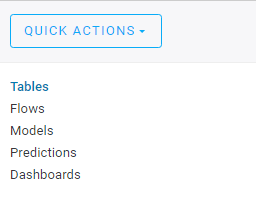 QUICK ACTIONS
Tables
Flows
Models
Predictions
Dashboards